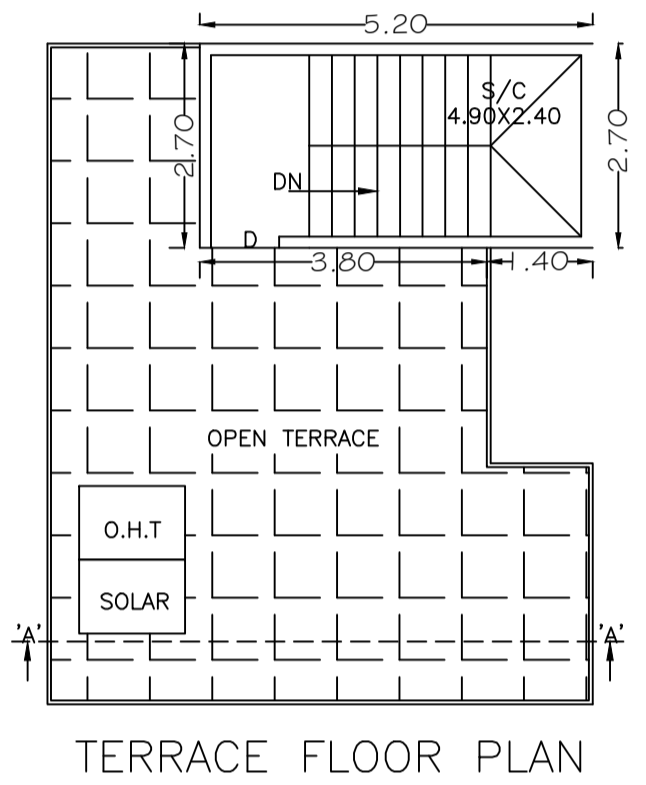 5.20
S/C
4.90X2.40
2.70
2.70
DN
D
3.80
1.40
OPEN TERRACE
O.H.T
SOLAR
'A'
'A'
TERRACE FLOOR PLAN